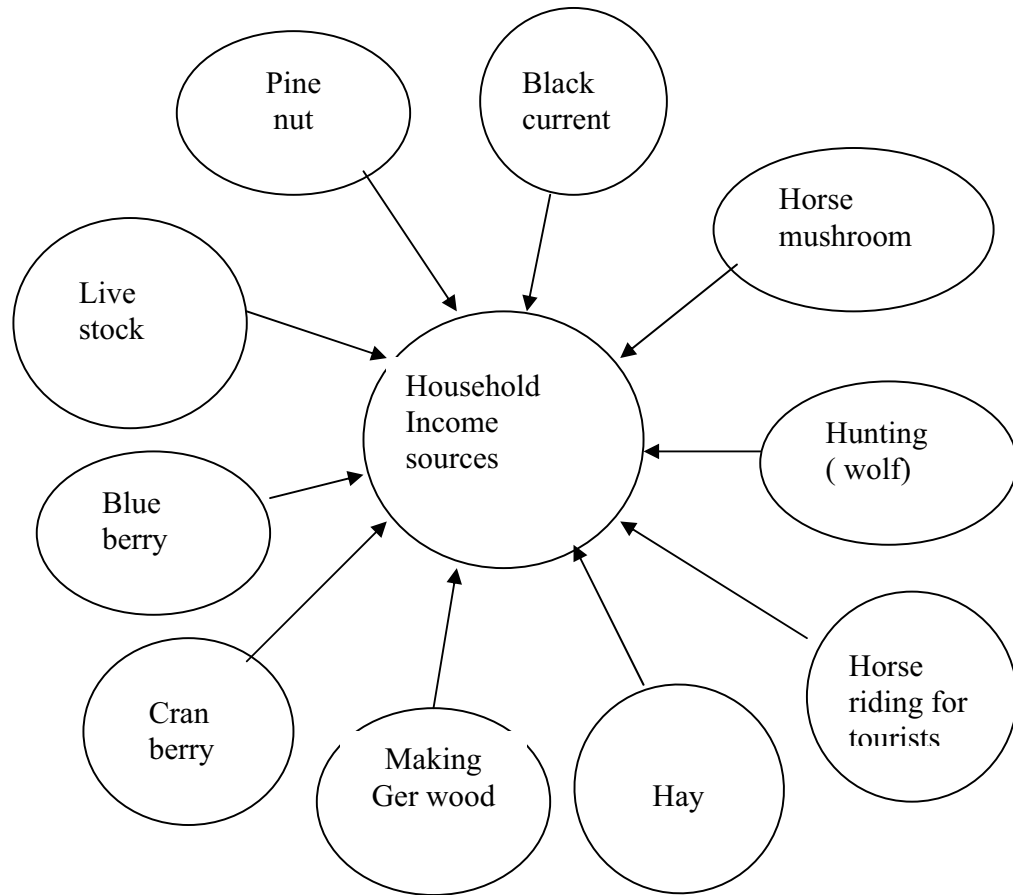 Pine
nut
Black
current
Horse
mushroom
Live
stock
Household
Income
sources
Hunting
( wolf)
Blue
berry
Horse
riding for
tourists
Cran
berry
Making
Ger wood
Hay